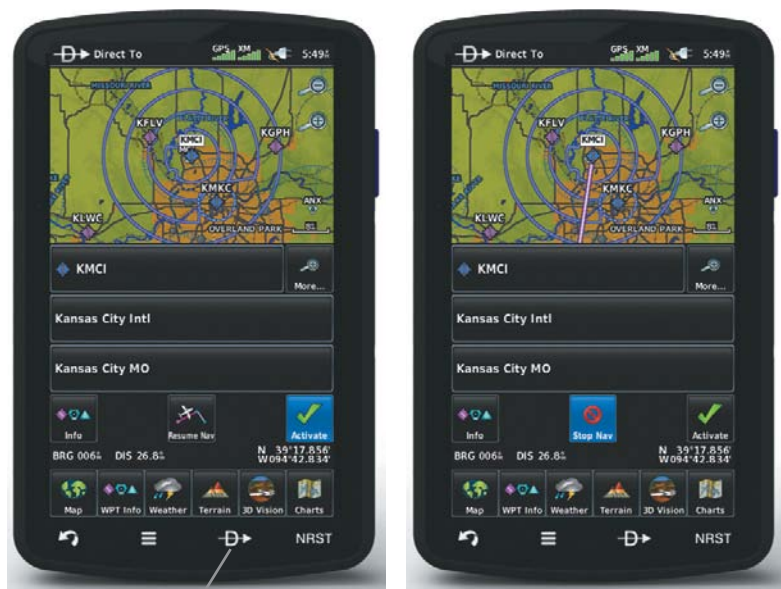 Direct To
GPS XM
5:49
MISSOURI RIVER
KFLV
KMCI
KGPH
KMKC
ANX
KLWC
OVERLAND PARK
KMCI
More...
Kansas City Intl
Kansas City MO
Info
Resume Nav
Activate
BRG 006
DIS 26.8
N 39°17.856'
W094°42.834'
Map
WPT Info
Weather
Terrain
3D Vision
Charts
NRST
Direct To
GPS XM
5:49
MISSOURI RIVER
KFLV
KMCI
KGPH
KMKC
ANX
KLWC
OVERLAND PARK
KMCI
More...
Kansas City Intl
Kansas City MO
Info
Stop Nav
Activate
BRG 006
DIS 26.8
N 39°17.856'
W094°42.834'
Map
WPT Info
Weather
Terrain
3D Vision
Charts
NRST